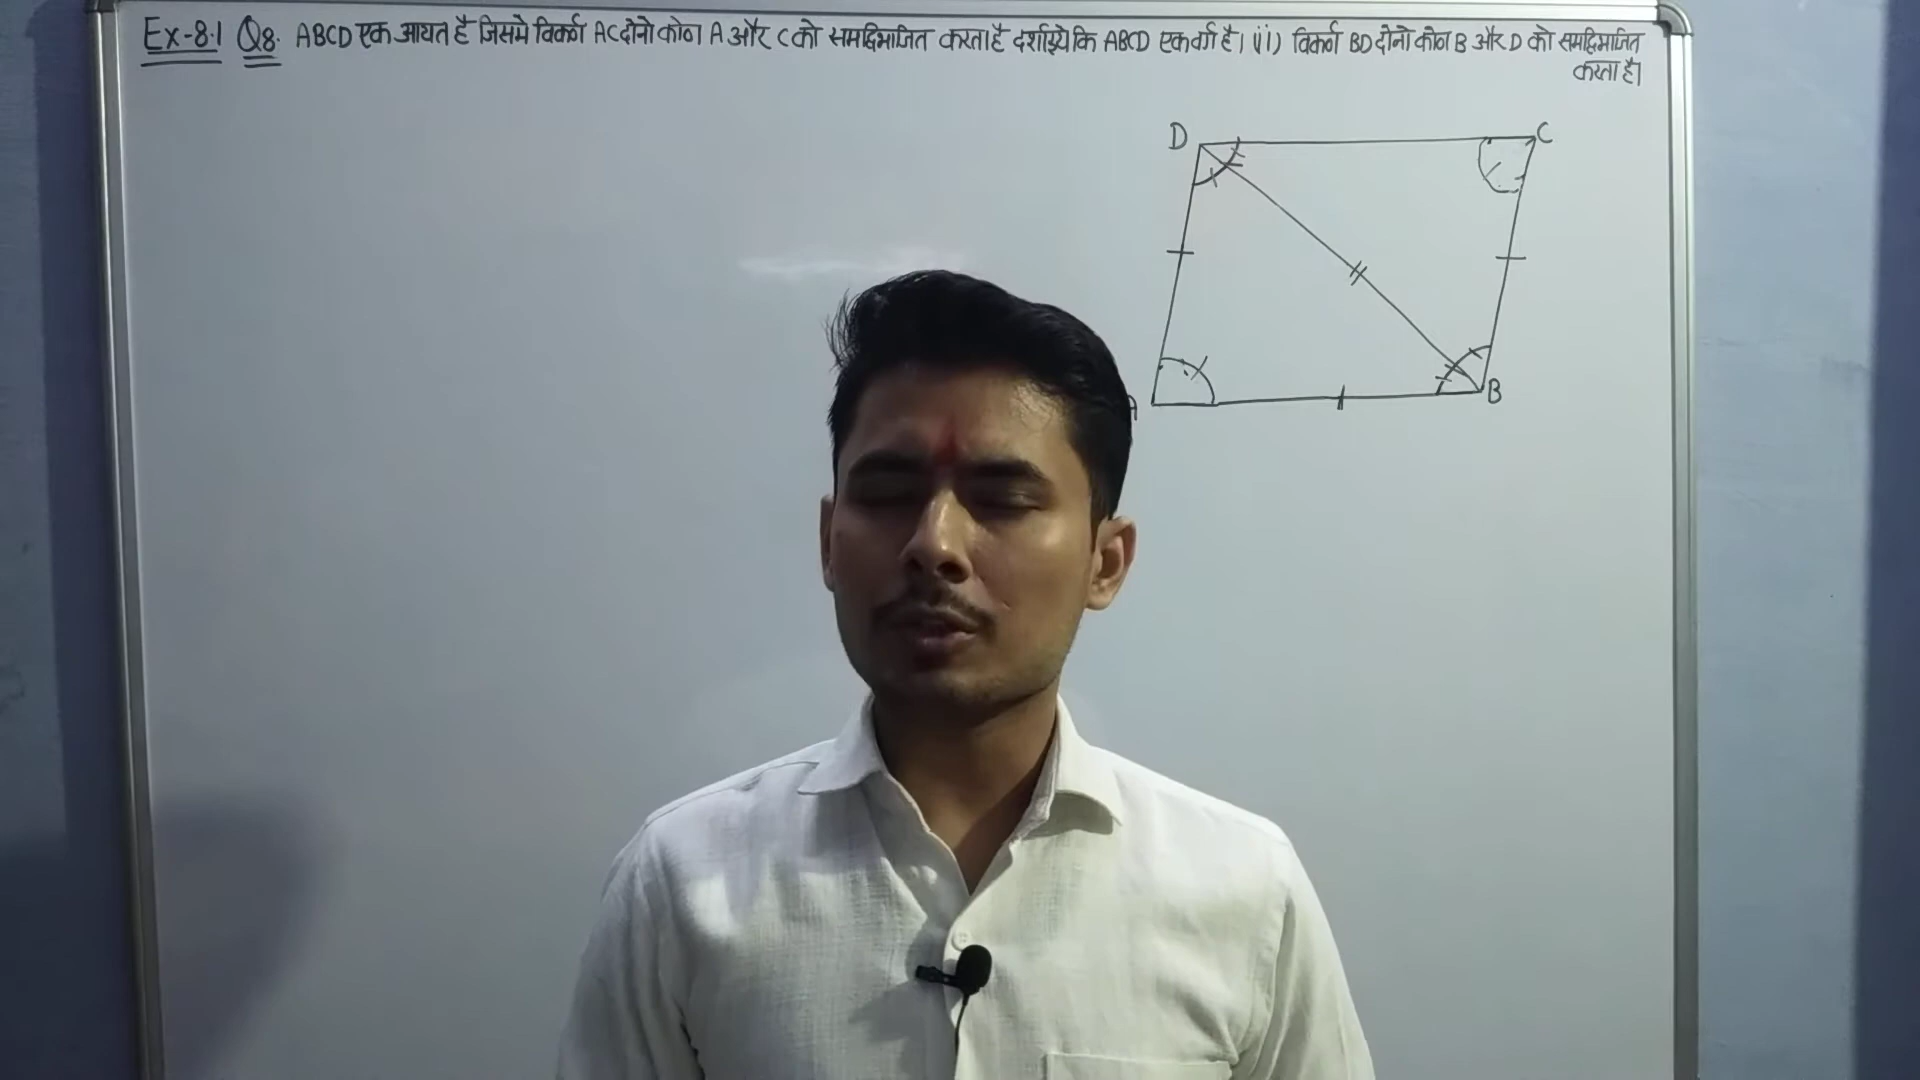 Ex-8.1 Q8. ABCD एक आयत है जिसमे विकर्ण AC दोनो कोण A और C को समद्विभाजित करता है दर्शाइये कि ABCD एक वर्ग है। (ii) विकर्ण BD दोनो कोण B और D को समद्विभाजित
करता है।
D
C
A
B